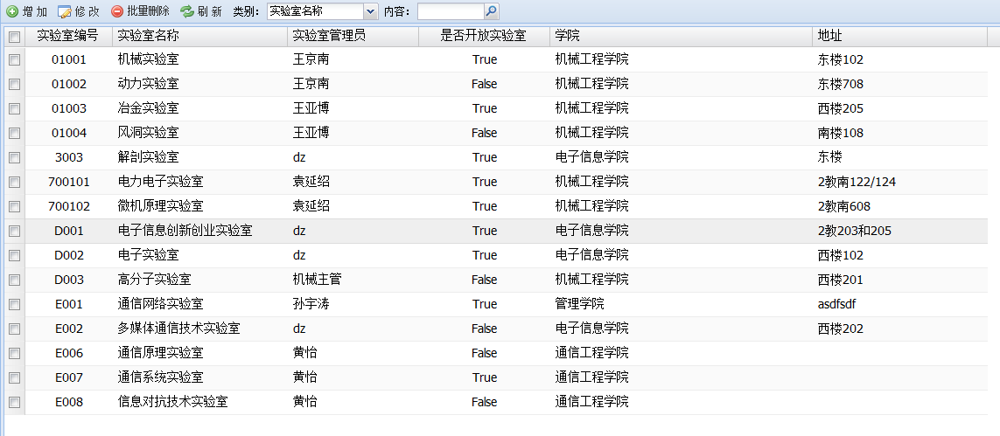 增 加 修 改 批量删除 刷 新 类别: 实验室名称 内容:
实验室编号 实验室名称 实验室管理员 是否开放实验室 学院 地址
01001 机械实验室 王京南 True 机械工程学院 东楼102
01002 动力实验室 王京南 False 机械工程学院 东楼708
01003 冶金实验室 王亚博 True 机械工程学院 西楼205
01004 风洞实验室 王亚博 False 机械工程学院 南楼108
3003 解剖实验室 dz True 电子信息学院 东楼
700101 电力电子实验室 袁延绍 True 机械工程学院 2教南122/124
700102 微机原理实验室 袁延绍 True 机械工程学院 2教南608
D001 电子信息创新创业实验室 dz True 电子信息学院 2教203和205
D002 电子实验室 dz True 电子信息学院 西楼102
D003 高分子实验室 机械主管 False 机械工程学院 西楼201
E001 通信网络实验室 孙宇涛 True 管理学院 asdfsdf
E002 多媒体通信技术实验室 dz False 电子信息学院 西楼202
E006 通信原理实验室 黄怡 False 通信工程学院
E007 通信系统实验室 黄怡 True 通信工程学院
E008 信息对抗技术实验室 黄怡 False 通信工程学院